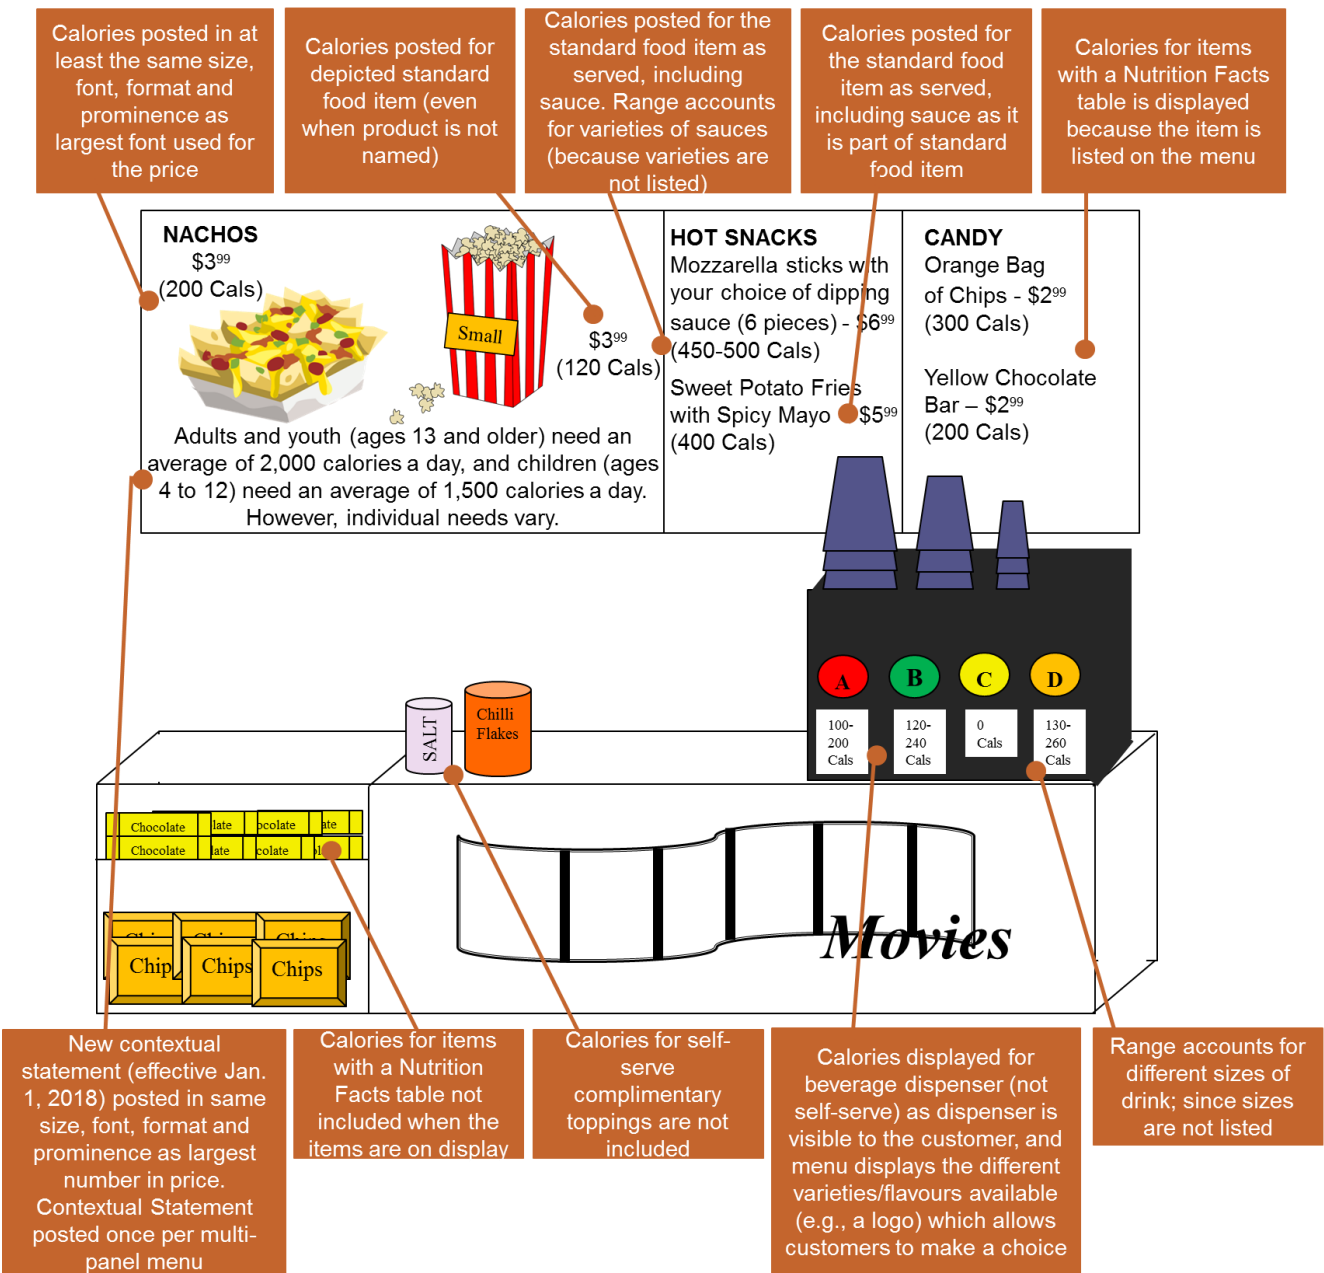 Calories posted in at
least the same size,
font, format and
prominence as
largest font used for
the price
Calories posted for
depicted standard
food item (even
when product is not
named)
Calories posted for the
standard food item as
served, including
sauce. Range accounts
for varieties of sauces
(because varieties are
not listed)
Calories posted for
the standard food
item as served,
including sauce as it
is part of standard
food item
Calories for items
with a Nutrition Facts
table is displayed
because the item is
listed on the menu
NACHOS
$3⁹⁹
(200 Cals)
Small
$3⁹⁹
(120 Cals)
Adults and youth (ages 13 and older) need an
average of 2,000 calories a day, and children (ages
4 to 12) need an average of 1,500 calories a day.
However, individual needs vary.
HOT SNACKS
Mozzarella sticks with
your choice of dipping
sauce (6 pieces) - $6⁹⁹
(450-500 Cals)
Sweet Potato Fries
with Spicy Mayo $5⁹⁹
(400 Cals)
CANDY
Orange Bag
of Chips - $2⁹⁹
(300 Cals)
Yellow Chocolate
Bar – $2⁹⁹
(200 Cals)
A
B
C
D
100-
200
Cals
120-
240
Cals
0
Cals
130-
260
Cals
SALT
Chilli
Flakes
Chocolate late ocolate ate
Chocolate late colate
Chip Chips Chips
Movies
New contextual
statement (effective Jan.
1, 2018) posted in same
size, font, format and
prominence as largest
number in price.
Contextual Statement
posted once per multi-
panel menu
Calories for items
with a Nutrition
Facts table not
included when the
items are on display
Calories for self-
serve
complimentary
toppings are not
included
Calories displayed for
beverage dispenser (not
self-serve) as dispenser is
visible to the customer, and
menu displays the different
varieties/flavours available
(e.g., a logo) which allows
customers to make a choice
Range accounts for
different sizes of
drink; since sizes
are not listed